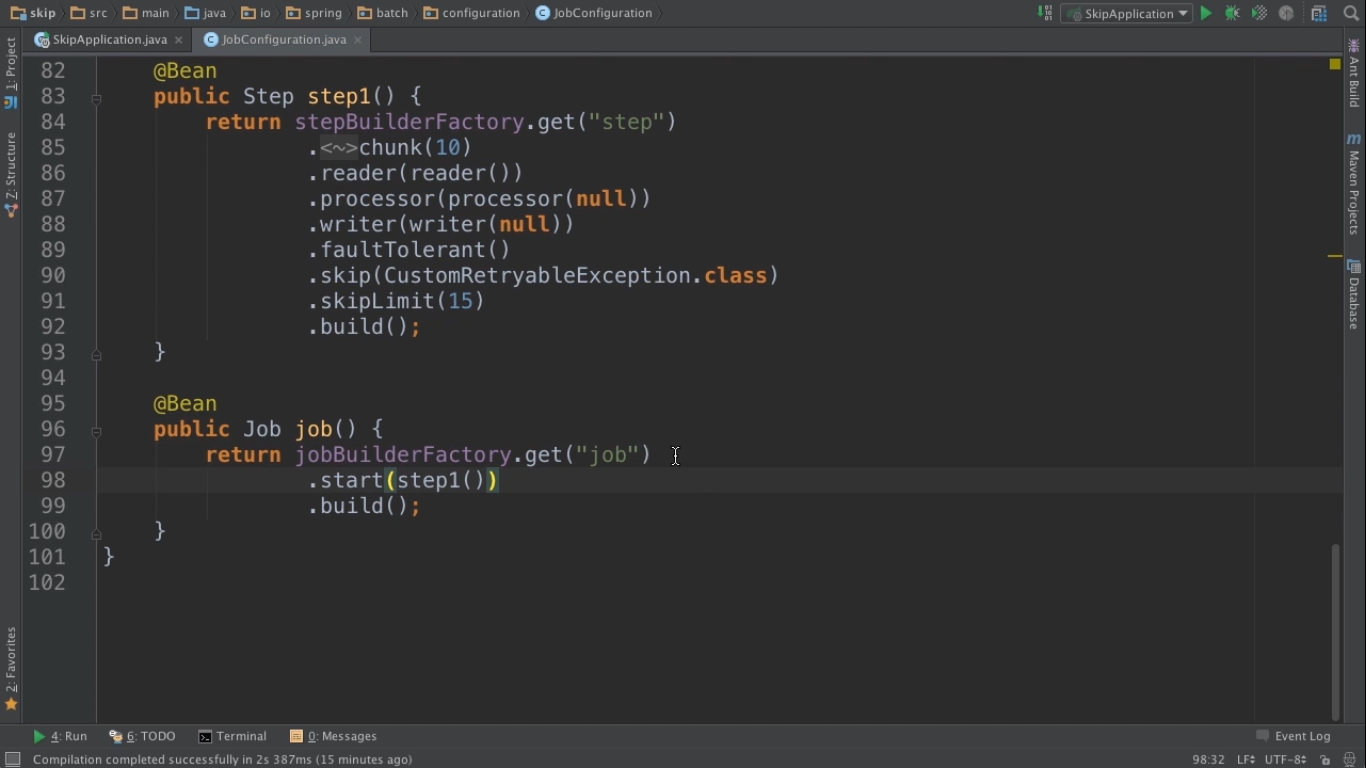 skip src main java io spring batch configuration JobConfiguration SkipApplication
SkipApplication.java JobConfiguration.java
1: Project
7: Structure
2: Favorites
Ant Build
Maven Projects
Database
82 @Bean
83 public Step step1() {
84 return stepBuilderFactory.get("step")
85 .<~>chunk(10)
86 .reader(reader())
87 .processor(processor(null))
88 .writer(writer(null))
89 .faultTolerant()
90 .skip(CustomRetryableException.class)
91 .skipLimit(15)
92 .build();
93 }
94
95 @Bean
96 public Job job() {
97 return jobBuilderFactory.get("job")
98 .start(step1())
99 .build();
100 }
101 }
102
4: Run 6: TODO Terminal 0: Messages Event Log
Compilation completed successfully in 2s 387ms (15 minutes ago) 98:32 LF UTF-8